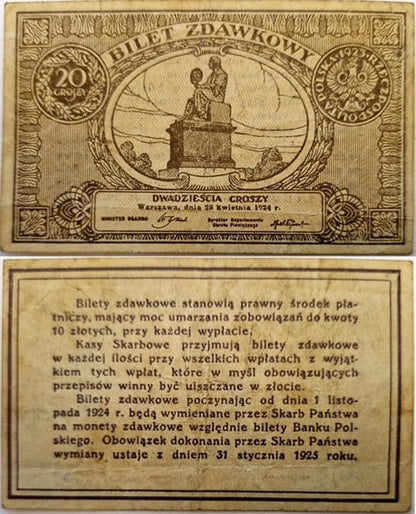 BILET ZDAWKOWY
20
GROSZY
RZECZPOSPOLITA POLSKA 1924
DWADZIEŚCIA GROSZY
Warszawa, dnia 28 kwietnia 1924 r.
MINISTER SKARBU
Dyrektor Departamentu
Obrotu Pieniężnego
Bilety zdawkowe stanowią prawny środek pła-
tniczy, mający moc umarzania zobowiązań do kwoty
10 złotych, przy każdej wypłacie.
Kasy Skarbowe przyjmują bilety zdawkowe
w każdej ilości przy wszelkich wpłatach z wyjąt-
kiem tych wpłat, które w myśl obowiązujących
przepisów winny być uiszczane w złocie.
Bilety zdawkowe począwszy od dnia 1 listo-
pada 1924 r. będą wymieniane przez Skarb Państwa
na monety zdawkowe względnie bilety Banku Pol-
skiego. Obowiązek dokonania przez Skarb Państwa
wymiany ustaje z dniem 31 stycznia 1925 roku.